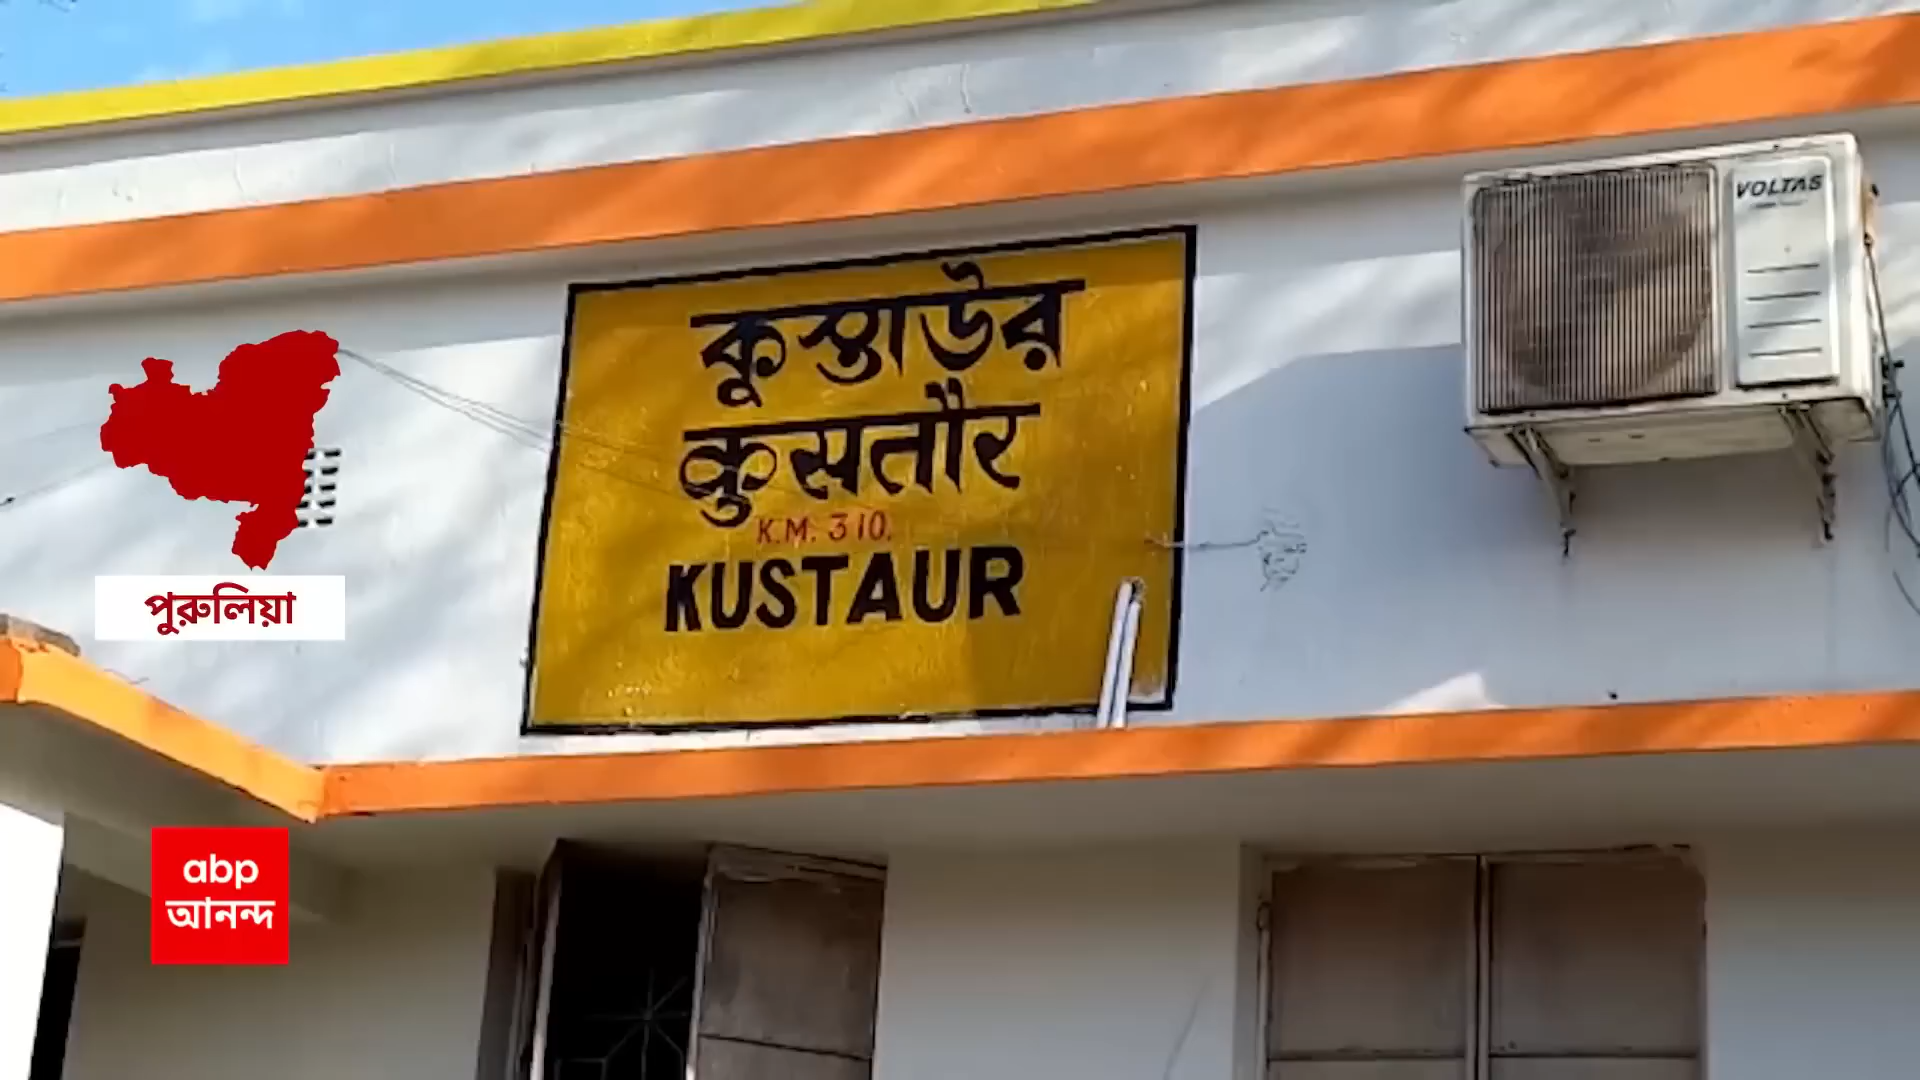 কুস্তাউর
कुसतौर
K.M. 310.
KUSTAUR
VOLTAS
পুরুলিয়া
abp
আনন্দ